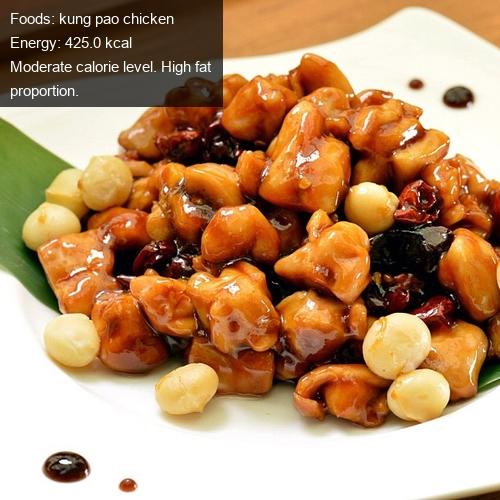 Foods: kung pao chicken
Energy: 425.0 kcal
Moderate calorie level. High fat
proportion.